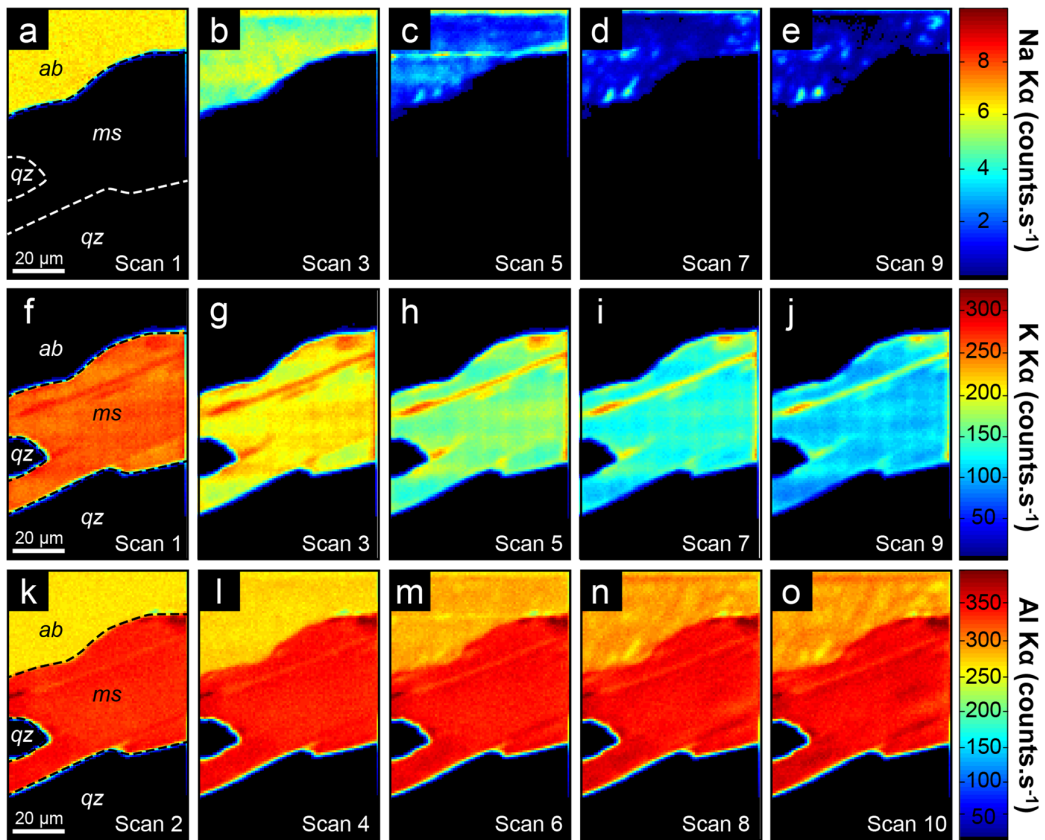 a b c d e
ab
ms
qz
qz
20 µm
Scan 1 Scan 3 Scan 5 Scan 7 Scan 9
8
6
4
2
Na Kα (counts.s⁻¹)
f g h i j
ab
ms
qz
qz
20 µm
Scan 1 Scan 3 Scan 5 Scan 7 Scan 9
300
250
200
150
100
50
K Kα (counts.s⁻¹)
k l m n o
ab
ms
qz
qz
20 µm
Scan 2 Scan 4 Scan 6 Scan 8 Scan 10
350
300
250
200
150
100
50
Al Kα (counts.s⁻¹)